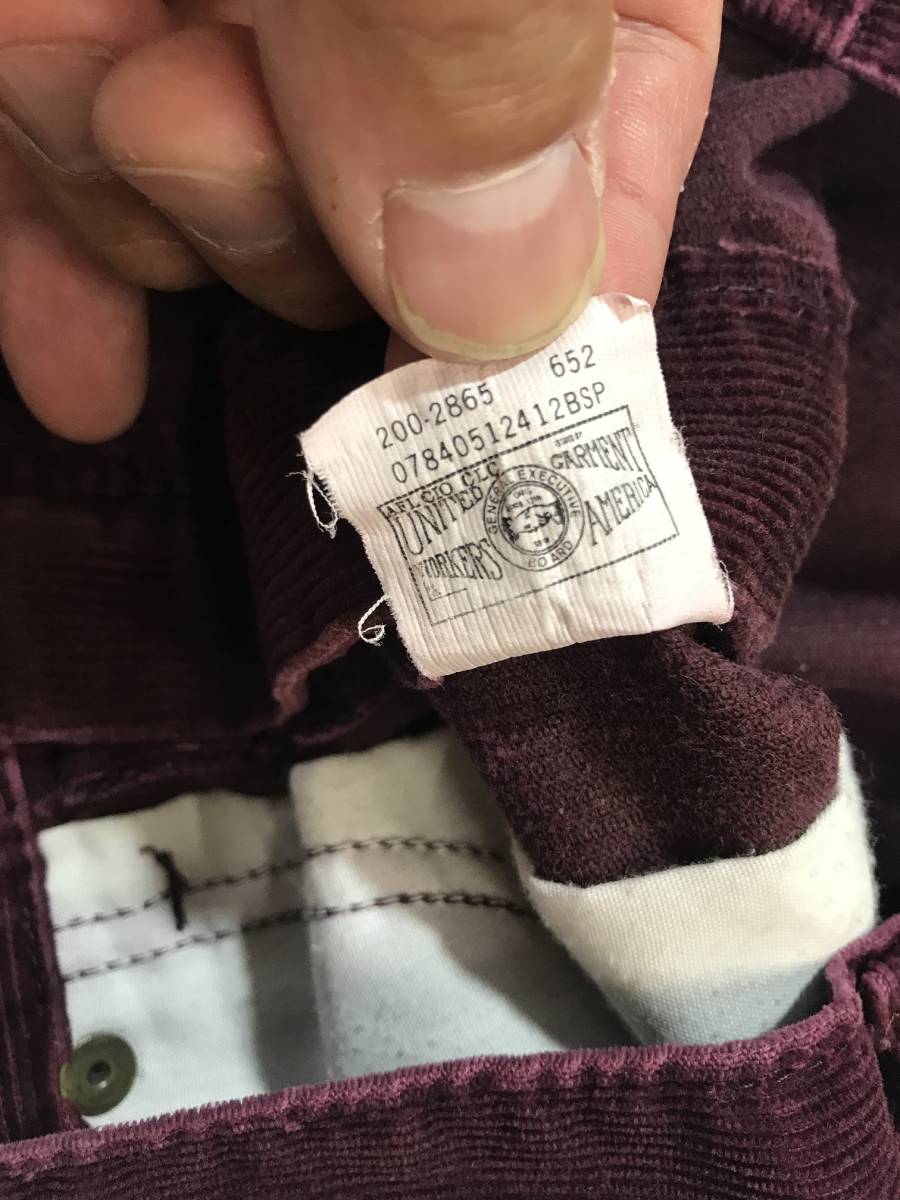 200-2865 652
07840512412BSP
AFL CIO CLC
UNITED GARMENT
WORKERS AMERICA
GENERAL EXECUTIVE
BOARD